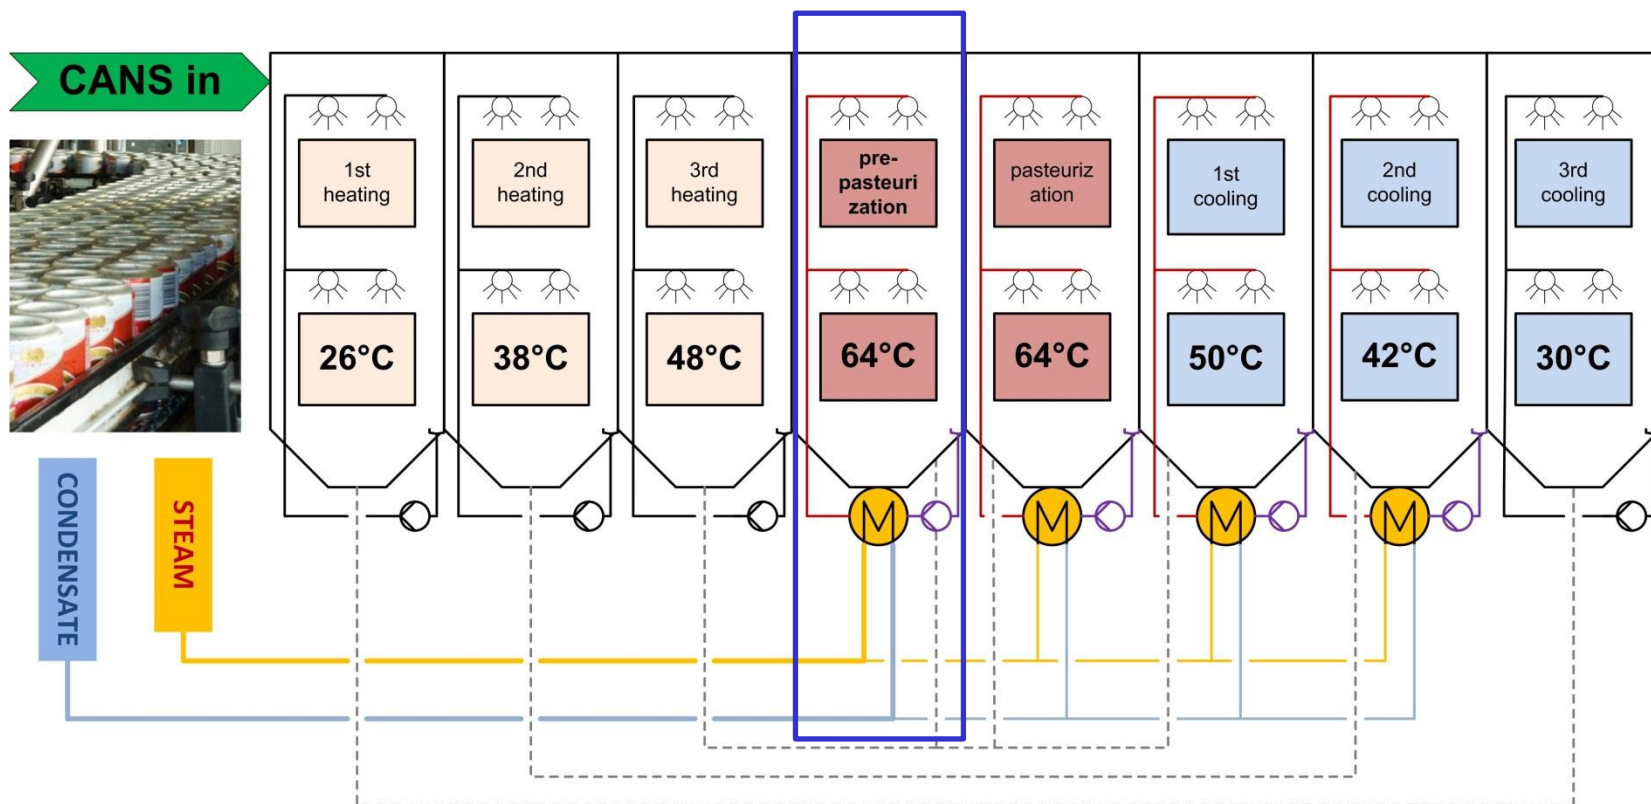 CANS in
1st
heating
2nd
heating
3rd
heating
pre-
pasteuri
zation
pasteuriz
ation
1st
cooling
2nd
cooling
3rd
cooling
26°C
38°C
48°C
64°C
64°C
50°C
42°C
30°C
CONDENSATE
STEAM